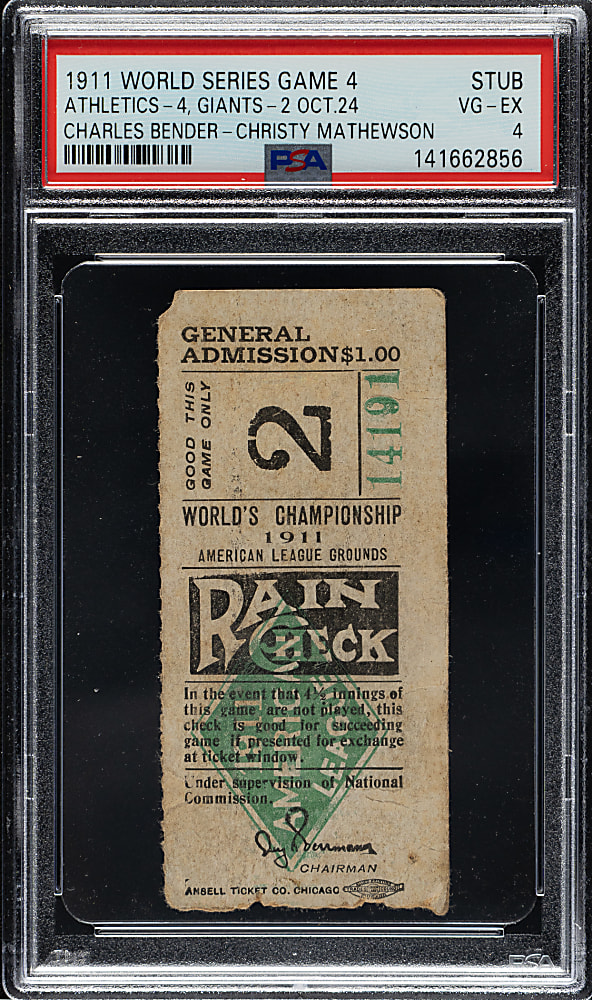 1911 WORLD SERIES GAME 4 STUB
ATHLETICS-4, GIANTS-2 OCT.24 VG-EX
CHARLES BENDER-CHRISTY MATHEWSON 4
PSA 141662856
GENERAL
ADMISSION $1.00
GOOD THIS
GAME ONLY
2
14191
WORLD'S CHAMPIONSHIP
1911
AMERICAN LEAGUE GROUNDS
RAIN
CHECK
In the event that 4½ innings of
this game are not played, this
check is good for succeeding
game if presented for exchange
at ticket window.
Under supervision of National
Commission.
AMERICAN LEAGUE
CHAIRMAN
ANSELL TICKET CO. CHICAGO
PSA